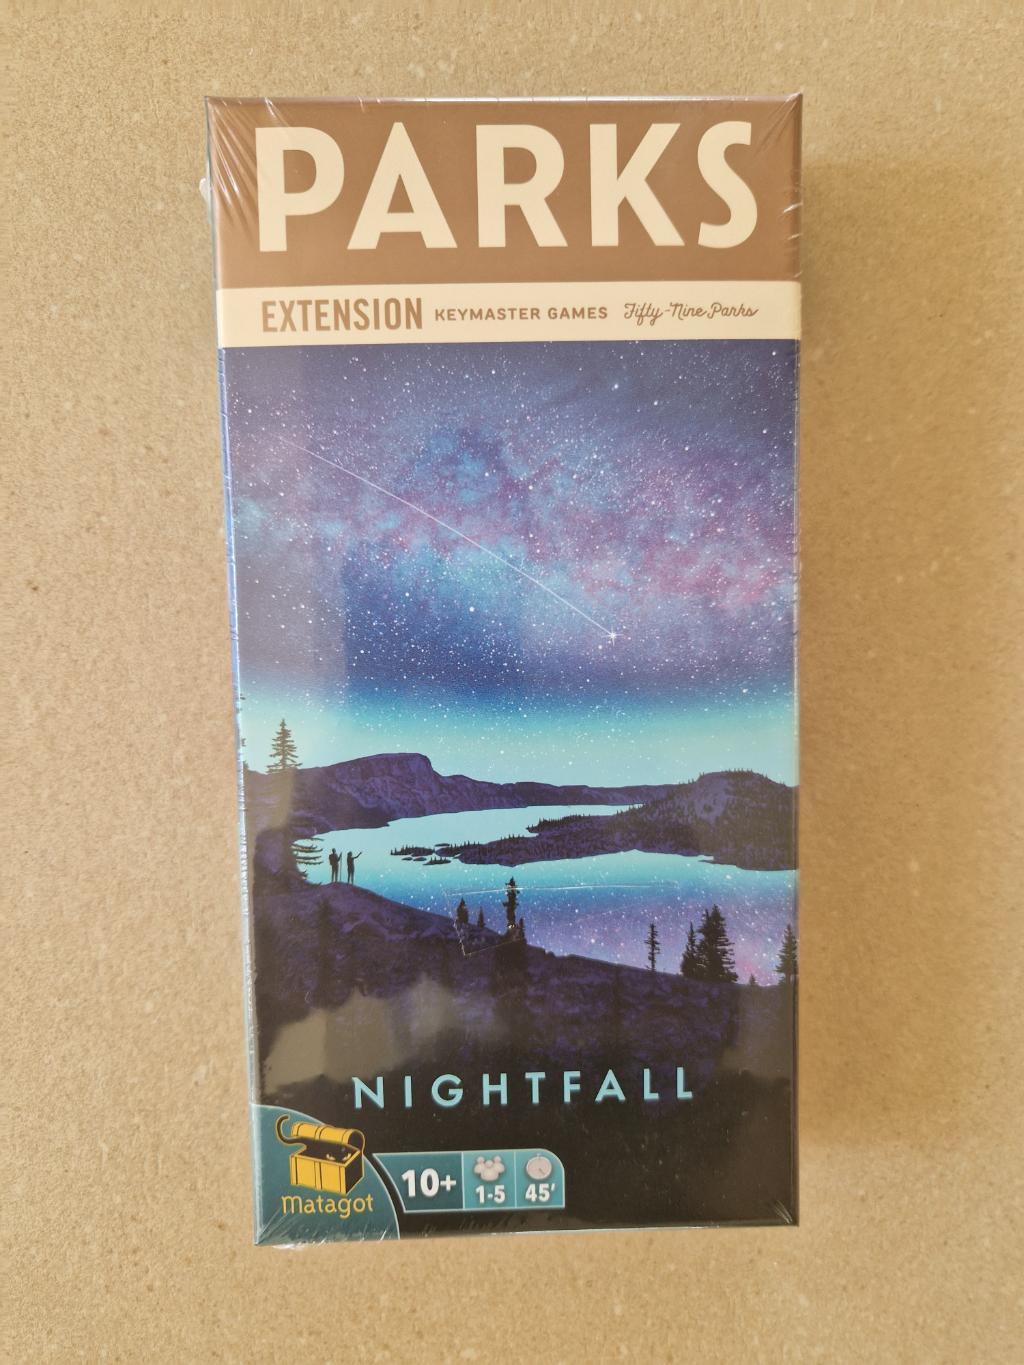 PARKS
EXTENSION KEYMASTER GAMES Fifty-Nine Parks
NIGHTFALL
matagot 10+ 1-5 45'